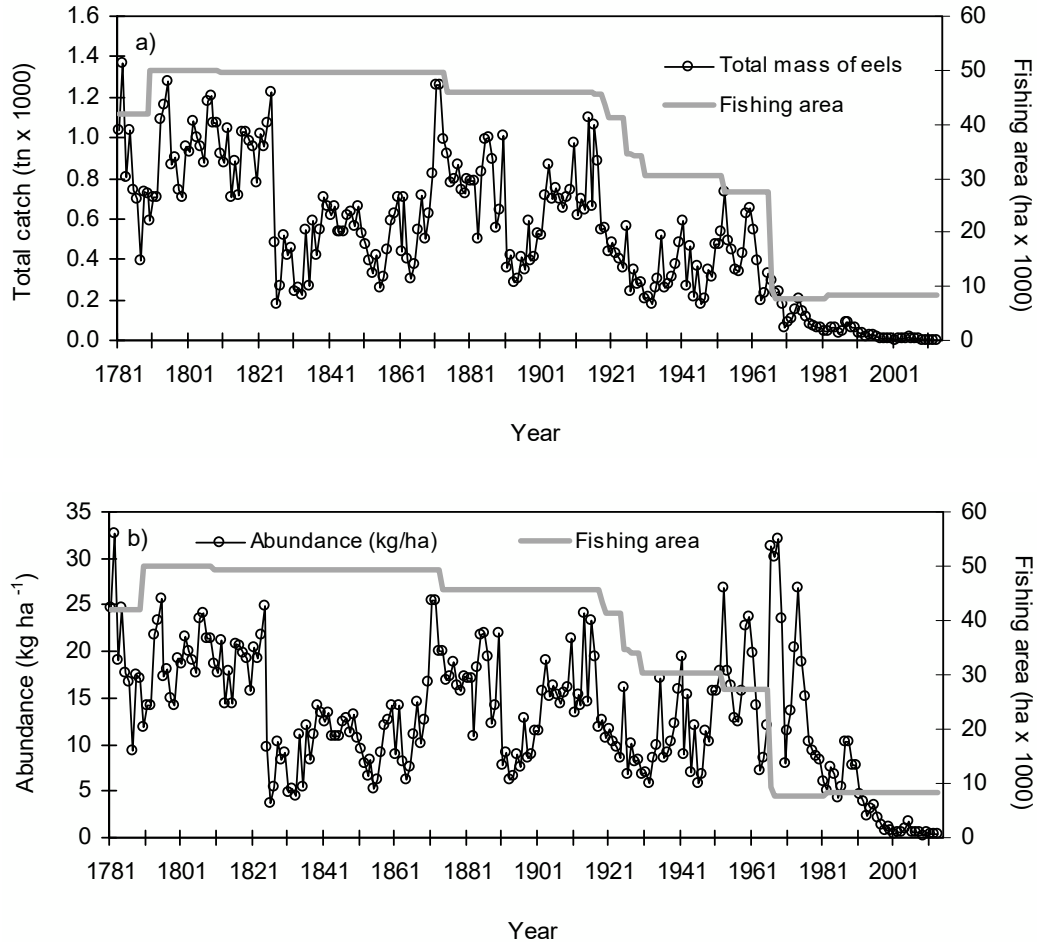 a)
Total mass of eels
Fishing area
Total catch (tn x 1000)
1.6
1.4
1.2
1.0
0.8
0.6
0.4
0.2
0.0
60
50
40
30
20
10
0
Fishing area (ha x 1000)
1781 1801 1821 1841 1861 1881 1901 1921 1941 1961 1981 2001
Year
b)
Abundance (kg/ha)
Fishing area
Abundance (kg ha -1)
35
30
25
20
15
10
5
0
60
50
40
30
20
10
0
Fishing area (ha x 1000)
1781 1801 1821 1841 1861 1881 1901 1921 1941 1961 1981 2001
Year